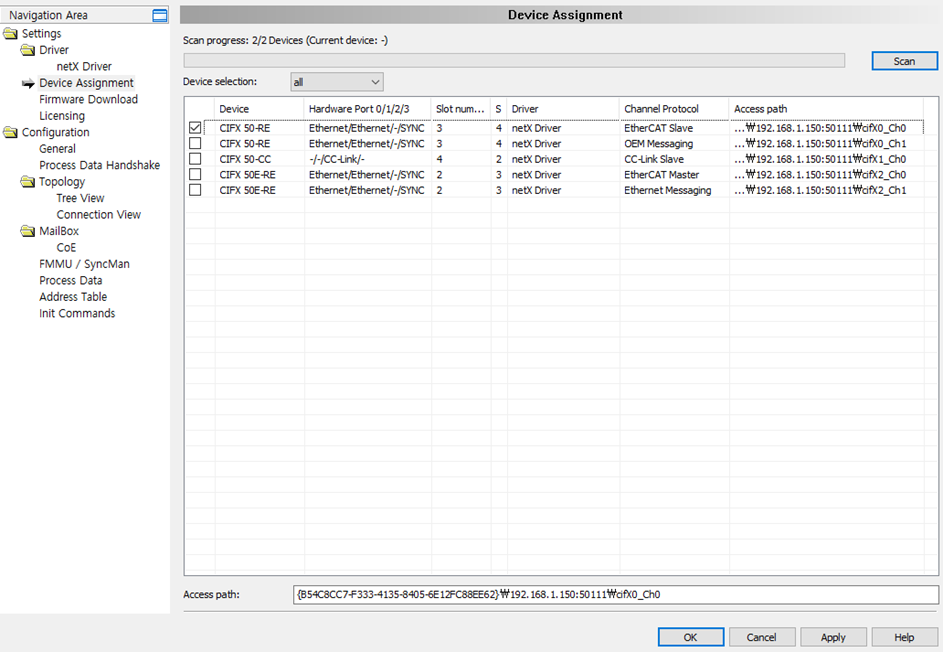 Navigation Area
Settings
Driver
netX Driver
Device Assignment
Firmware Download
Licensing
Configuration
General
Process Data Handshake
Topology
Tree View
Connection View
MailBox
CoE
FMMU / SyncMan
Process Data
Address Table
Init Commands
Device Assignment
Scan progress: 2/2 Devices (Current device: -)
Scan
Device selection: all
Device Hardware Port 0/1/2/3 Slot num... S Driver Channel Protocol Access path
CIFX 50-RE Ethernet/Ethernet/-/SYNC 3 4 netX Driver EtherCAT Slave ...₩192.168.1.150:50111₩cifX0_Ch0
CIFX 50-RE Ethernet/Ethernet/-/SYNC 3 4 netX Driver OEM Messaging ...₩192.168.1.150:50111₩cifX0_Ch1
CIFX 50-CC -/-/CC-Link/- 4 2 netX Driver CC-Link Slave ...₩192.168.1.150:50111₩cifX1_Ch0
CIFX 50E-RE Ethernet/Ethernet/-/SYNC 2 3 netX Driver EtherCAT Master ...₩192.168.1.150:50111₩cifX2_Ch0
CIFX 50E-RE Ethernet/Ethernet/-/SYNC 2 3 netX Driver Ethernet Messaging ...₩192.168.1.150:50111₩cifX2_Ch1
Access path: {B54C8CC7-F333-4135-8405-6E12FC88EE62}₩192.168.1.150:50111₩cifX0_Ch0
OK Cancel Apply Help